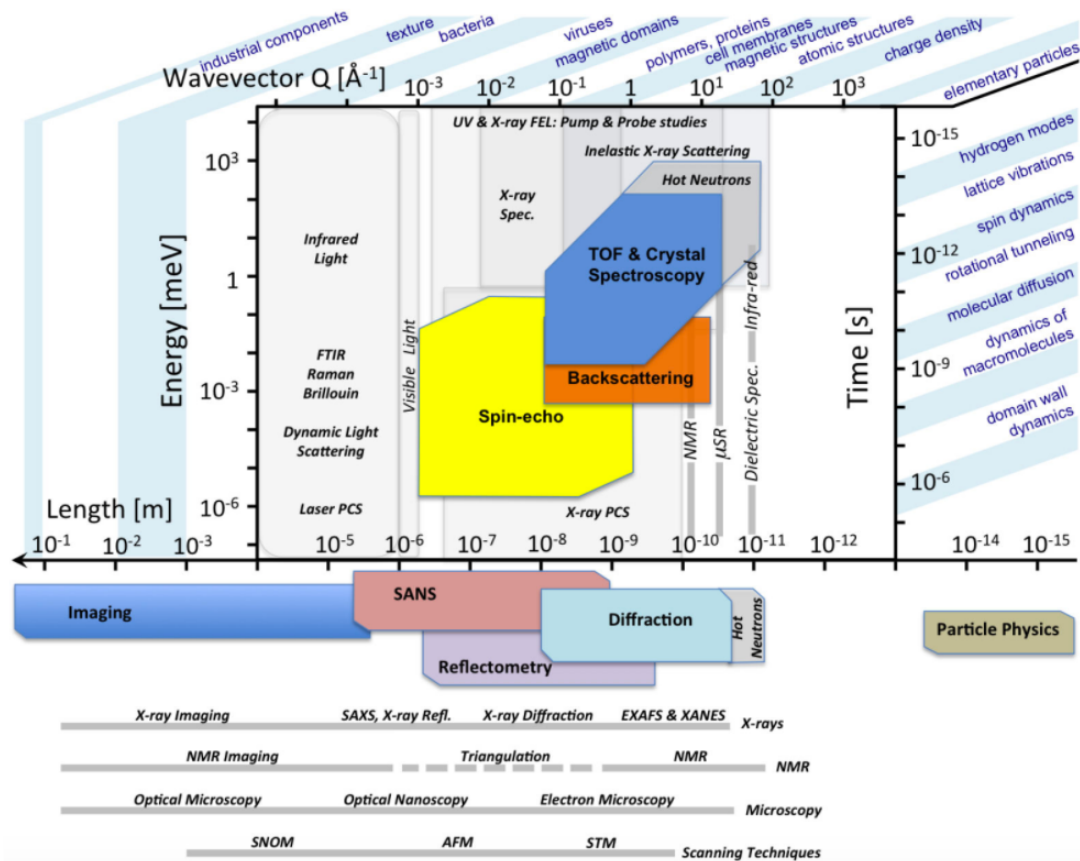 industrial components
texture
bacteria
viruses
magnetic domains
polymers, proteins
cell membranes
magnetic structures
atomic structures
charge density
elementary particles
Wavevector Q [Å⁻¹]
10⁻³ 10⁻² 10⁻¹ 1 10¹ 10² 10³
UV & X-ray FEL: Pump & Probe studies
Inelastic X-ray Scattering
Hot Neutrons
X-ray
Spec.
TOF & Crystal
Spectroscopy
Infrared
Light
FTIR
Raman
Brillouin
Dynamic Light
Scattering
Laser PCS
Visible Light
Spin-echo
Backscattering
X-ray PCS
NMR
μSR
Dielectric Spec. Infra-red
Energy [meV]
10³
1
10⁻³
10⁻⁶
Time [s]
10⁻¹⁵
10⁻¹²
10⁻⁹
10⁻⁶
hydrogen modes
lattice vibrations
spin dynamics
rotational tunneling
molecular diffusion
dynamics of
macromolecules
domain wall
dynamics
Length [m]
10⁻¹ 10⁻² 10⁻³ 10⁻⁵ 10⁻⁶ 10⁻⁷ 10⁻⁸ 10⁻⁹ 10⁻¹⁰ 10⁻¹¹ 10⁻¹² 10⁻¹⁴ 10⁻¹⁵
Imaging
SANS
Reflectometry
Diffraction
Hot
Neutrons
Particle Physics
X-ray Imaging SAXS, X-ray Refl. X-ray Diffraction EXAFS & XANES X-rays
NMR Imaging Triangulation NMR NMR
Optical Microscopy Optical Nanoscopy Electron Microscopy Microscopy
SNOM AFM STM Scanning Techniques